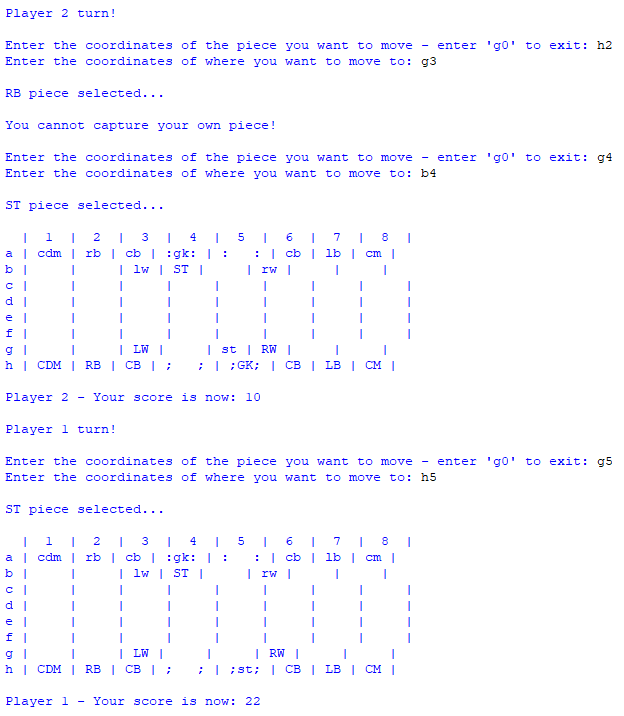 Player 2 turn!
Enter the coordinates of the piece you want to move - enter 'g0' to exit: h2
Enter the coordinates of where you want to move to: g3
RB piece selected...
You cannot capture your own piece!
Enter the coordinates of the piece you want to move - enter 'g0' to exit: g4
Enter the coordinates of where you want to move to: b4
ST piece selected...
  |  1  |  2  |  3  |  4  |  5  |  6  |  7  |  8  |
a | cdm | rb | cb | :gk: | :   : | cb | lb | cm |
b |     |     | lw | ST |     | rw |     |     |
c |     |     |     |     |     |     |     |     |
d |     |     |     |     |     |     |     |     |
e |     |     |     |     |     |     |     |     |
f |     |     |     |     |     |     |     |     |
g |     |     | LW |     | st | RW |     |     |
h | CDM | RB | CB | ;   ; | ;GK; | CB | LB | CM |
Player 2 - Your score is now: 10
Player 1 turn!
Enter the coordinates of the piece you want to move - enter 'g0' to exit: g5
Enter the coordinates of where you want to move to: h5
ST piece selected...
  |  1  |  2  |  3  |  4  |  5  |  6  |  7  |  8  |
a | cdm | rb | cb | :gk: | :   : | cb | lb | cm |
b |     |     | lw | ST |     | rw |     |     |
c |     |     |     |     |     |     |     |     |
d |     |     |     |     |     |     |     |     |
e |     |     |     |     |     |     |     |     |
f |     |     |     |     |     |     |     |     |
g |     |     | LW |     |     | RW |     |     |
h | CDM | RB | CB | ;   ; | ;st; | CB | LB | CM |
Player 1 - Your score is now: 22